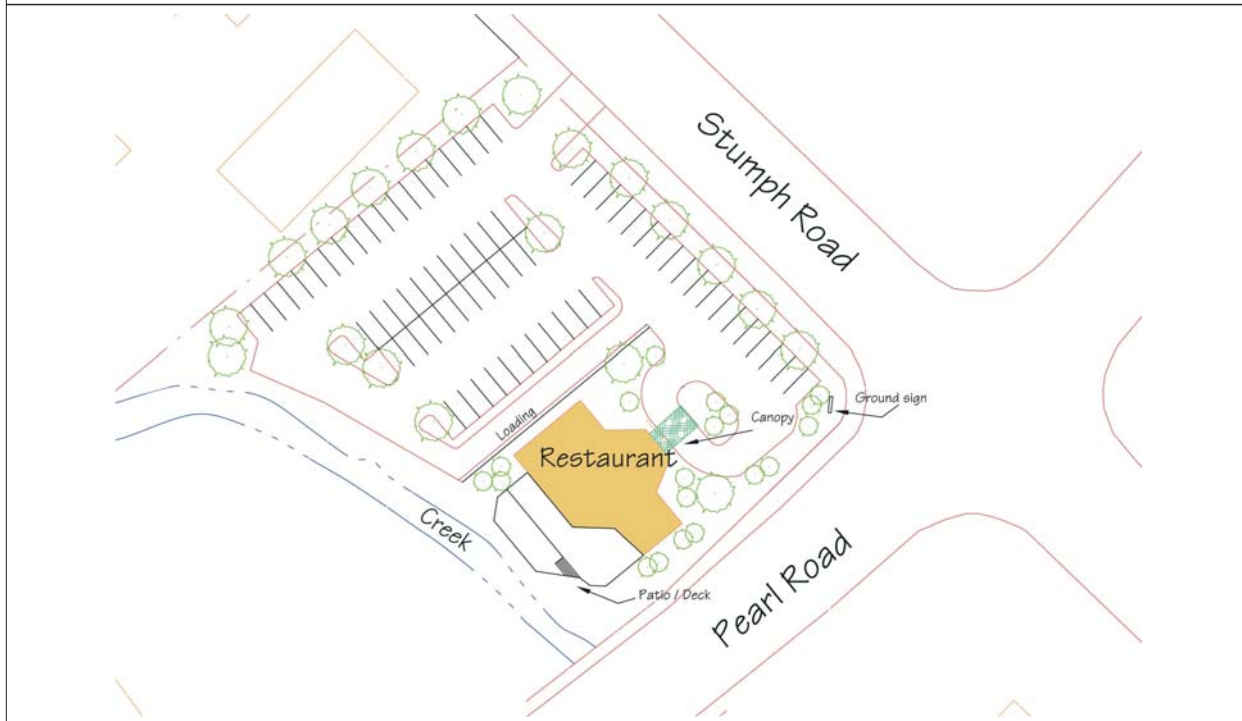 Stumph Road
Ground sign
Canopy
Loading
Restaurant
Creek
Patio / Deck
Pearl Road